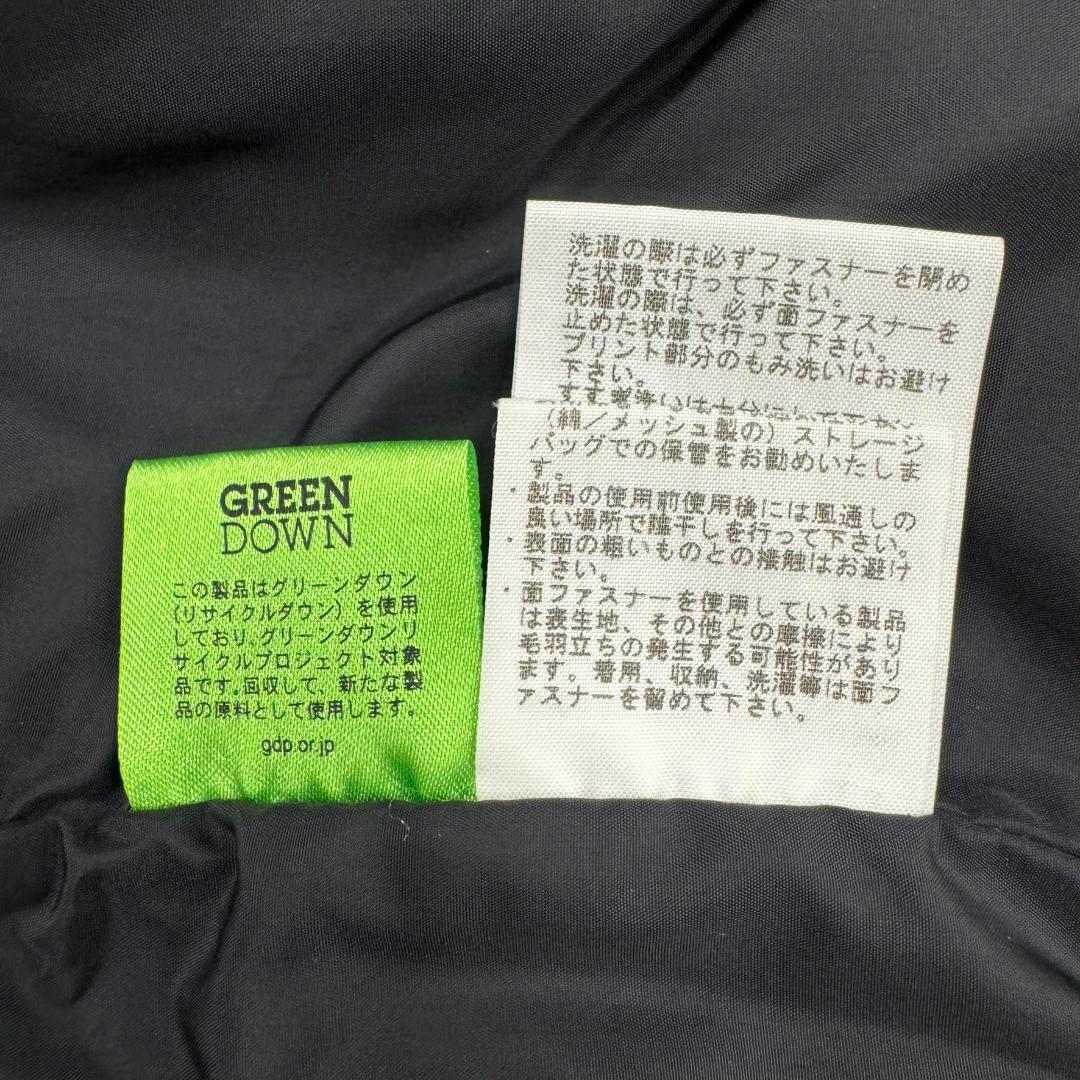 GREEN
DOWN
この製品はグリーンダウン
(リサイクルダウン)を使用
しており、グリーンダウンリ
サイクルプロジェクト対象
品です。回収して、新たな製
品の原料として使用します。
gdp.or.jp
洗濯の際は必ずファスナーを閉め
た状態で行って下さい。
洗濯の際は、必ず面ファスナーを
止めた状態で行って下さい。
プリント部分のもみ洗いはお避け
下さい。
すすぎ洗いは十分にして下さい
(綿/メッシュ製の)ストレージ
バッグでの保管をお勧めいたしま
す。
・製品の使用前使用後には風通しの
良い場所で陰干しを行って下さい。
・表面の粗いものとの接触はお避け
下さい。
・面ファスナーを使用している製品
は表生地、その他との摩擦により
毛羽立ちの発生する可能性があり
ます。着用、収納、洗濯等は面フ
ァスナーを留めて下さい。